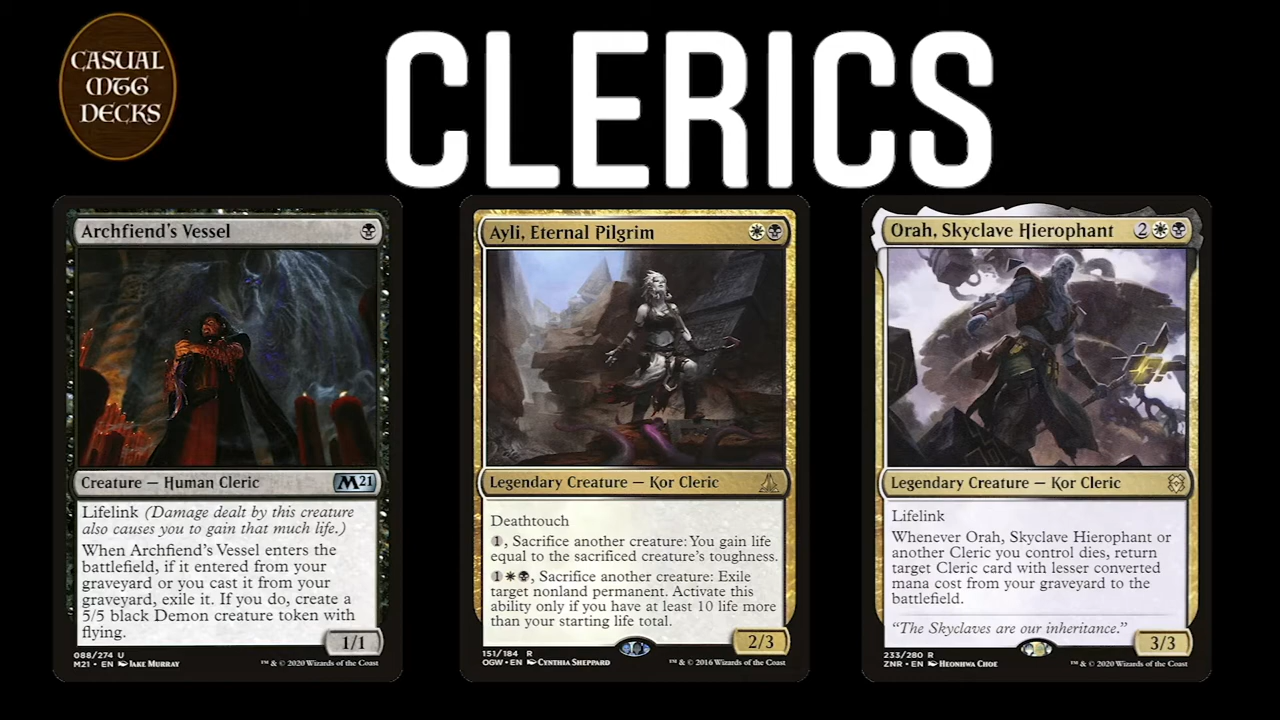 CASUAL
MTG
DECKS
CLERICS
Archfiend's Vessel
Creature — Human Cleric
M21
Lifelink (Damage dealt by this creature
also causes you to gain that much life.)
When Archfiend's Vessel enters the
battlefield, if it entered from your
graveyard or you cast it from your
graveyard, exile it. If you do, create a
5/5 black Demon creature token with
flying.
1/1
088/274 U
M21 • EN Jake Murray
™ & © 2020 Wizards of the Coast
Ayli, Eternal Pilgrim
Legendary Creature — Kor Cleric
Deathtouch
1, Sacrifice another creature: You gain life
equal to the sacrificed creature's toughness.
1, Sacrifice another creature: Exile
target nonland permanent. Activate this
ability only if you have at least 10 life more
than your starting life total.
2/3
151/184 R
OGW • EN Cynthia Sheppard
™ & © 2016 Wizards of the Coast
Orah, Skyclave Hierophant 2
Legendary Creature — Kor Cleric
Lifelink
Whenever Orah, Skyclave Hierophant or
another Cleric you control dies, return
target Cleric card with lesser converted
mana cost from your graveyard to the
battlefield.
"The Skyclaves are our inheritance."
3/3
233/280 R
ZNR • EN Heonhwa Choe
™ & © 2020 Wizards of the Coast